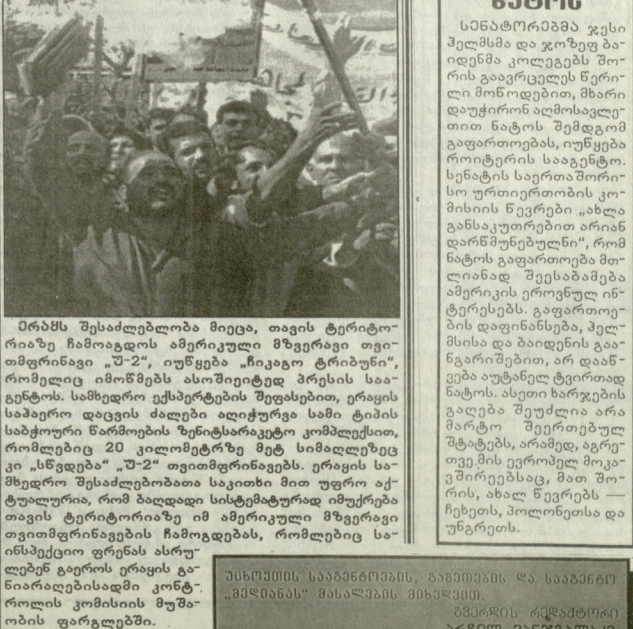 ერაყს შესაძლებლობა მიეცა, თავის ტერიტო-
რიაზე ჩამოაგდოს ამერიკული მზვერავი თვი-
თმფრინავი „უ-2“, იუწყება „ჩიკაგო ტრიბუნი“,
რომელიც იმოწმებს ასოშიეიტედ პრესის სააგ-
ენტოს. სამხედრო ექსპერტების შეფასებით, ერაყის
საჰაერო დაცვის ძალები აღიჭურვა სამი ტიპის
საბჭოური წარმოების ზენიტსარაკეტო კომპლექსით,
რომლებიც 20 კილომეტრზე მეტ სიმაღლეზეც
კი „სწვდება“ „უ-2“ თვითმფრინავებს. ერაყის სა-
მხედრო შესაძლებობათა საკითხი მით უფრო აქ-
ტუალურია, რომ ბაღდადი სისტემატურად იმუქრება
თავის ტერიტორიაზე იმ ამერიკული მზვერავი
თვითმფრინავების ჩამოგდებას, რომლებიც სა-
ინსპექციო ფრენას ასრუ-
ლებენ გაეროს ერაყის გა-
ნიარაღებისადმი კონტ-
როლის კომისიის მუშა-
ობის ფარგლებში.
სენატორებმა ჯესი
ჰელმსმა და ჯოზეფ ბა-
იდენმა კოლეგებს შო-
რის გაავრცელეს წერი-
ლი მოწოდებით, მხარი
დაუჭირონ აღმოსავლე-
თით ნატოს შემდგომ
გაფართოებას, იუწყება
როიტერის სააგენტო.
სენატის საერთაშორი-
სო ურთიერთობის კო-
მისიის წევრები „ახლა
განსაკუთრებით არიან
დარწმუნებულნი“, რომ
ნატოს გაფართოება მთ-
ლიანად შეესაბამება
ამერიკის ეროვნულ ინ-
ტერესებს. გაფართოე-
ბის დაფინანსება, ჰელ-
მსისა და ბაიდენის გაა-
ნგარიშებით, არ დააწ-
ვება აუტანელ ტვირთად
ნატოს. ასეთი ხარჯების
გაღება შეუძლია არა
მარტო შეერთებულ
შტატებს, არამედ, აგრე-
თვე მის ევროპელ მოკა-
ვშირეებსაც, მათ შო-
რის, ახალ წევრებს —
ჩეხეთს, პოლონეთსა და
უნგრეთს.
უცხოეთის სააგენტოების, გაზეთების და სააგენტო
„მედიანას“ მასალების მიხედვით.
გვერდის რედაქტორი